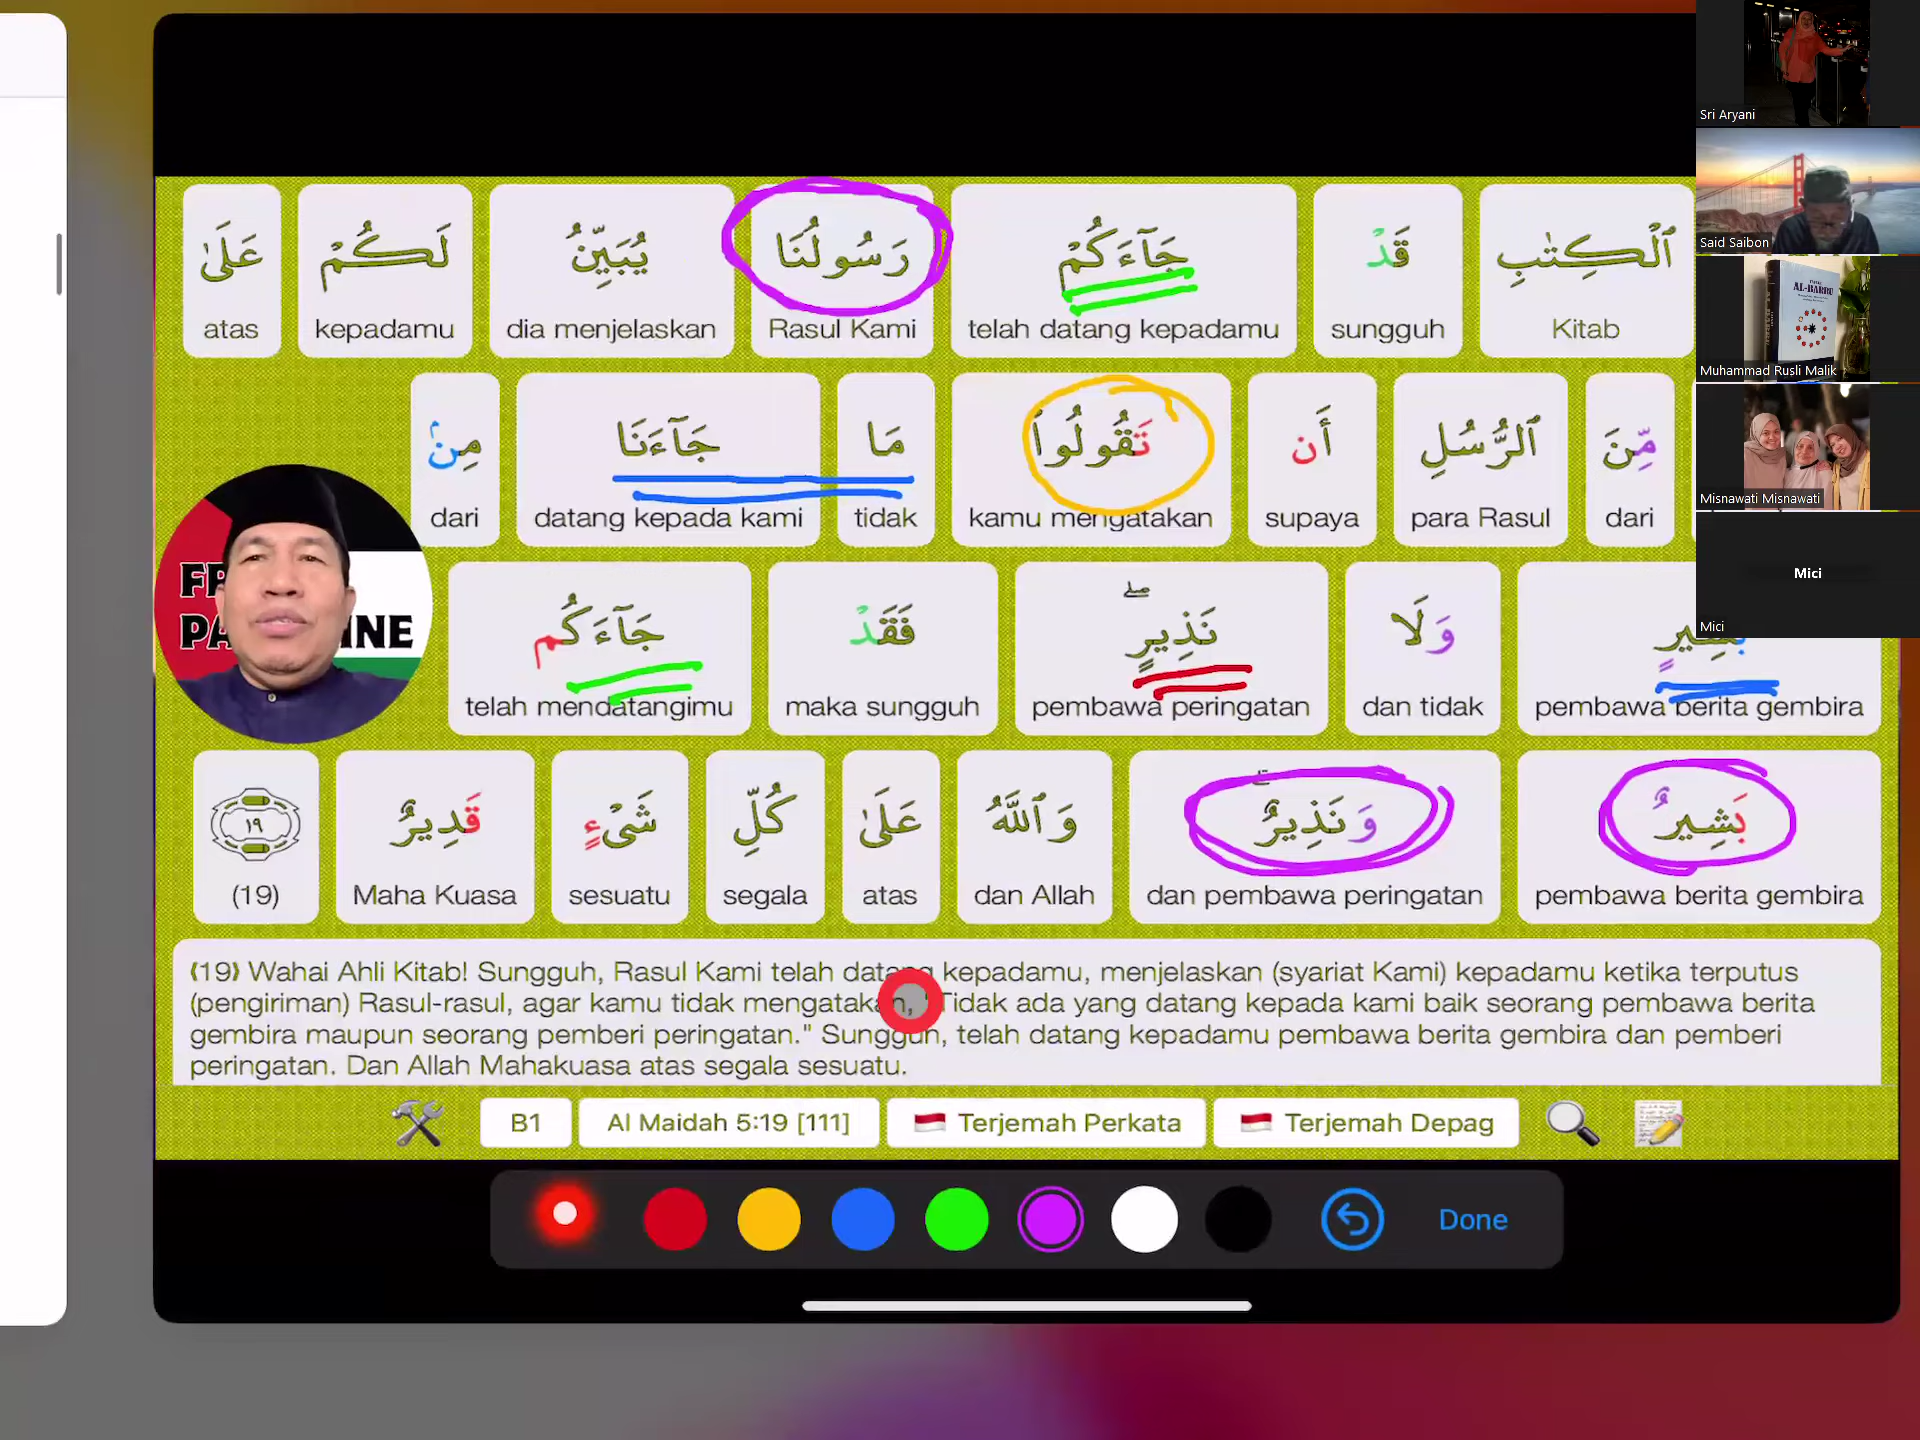 ٱلْكِتَٰبِ قَدْ جَآءَكُمْ رَسُولُنَا يُبَيِّنُ لَكُمْ عَلَىٰ
Kitab sungguh telah datang kepadamu Rasul Kami dia menjelaskan kepadamu atas
مِّنَ ٱلرُّسُلِ أَن تَقُولُوا۟ مَا جَآءَنَا مِنۢ
dari para Rasul supaya kamu menyatakan tidak datang kepada kami dari
بَشِيرٍ وَلَا نَذِيرٍ ۖ فَقَدْ جَآءَكُم
pembawa berita gembira dan tidak pembawa peringatan maka sungguh telah mendatangimu
بَشِيرٌ وَنَذِيرٌ ۗ وَٱللَّهُ عَلَىٰ كُلِّ شَىْءٍ قَدِيرٌ ١٩
pembawa berita gembira dan pembawa peringatan dan Allah atas segala sesuatu Maha Kuasa (19)
(19) Wahai Ahli Kitab! Sungguh, Rasul Kami telah datang kepadamu, menjelaskan (syariat Kami) kepadamu ketika terputus
(pengiriman) Rasul-rasul, agar kamu tidak mengatakan, "Tidak ada yang datang kepada kami baik seorang pembawa berita
gembira maupun seorang pemberi peringatan." Sungguh, telah datang kepadamu pembawa berita gembira dan pemberi
peringatan. Dan Allah Mahakuasa atas segala sesuatu.
B1 Al Maidah 5:19 [111] Terjemah Perkata Terjemah Depag
Done
Sri Aryani
Said Saibon
AL-BARRU
Muhammad Rusli Malik
Misnawati Misnawati
Mici
Mici